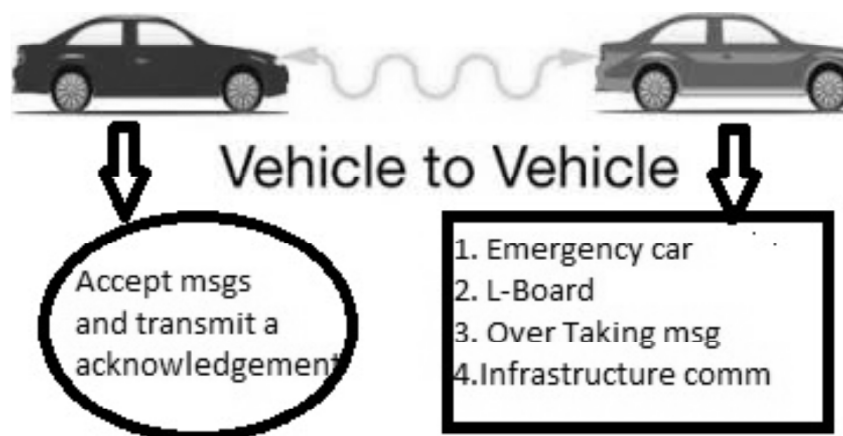 Vehicle to Vehicle
Accept msgs
and transmit a
acknowledgement
1. Emergency car
2. L-Board
3. Over Taking msg
4.Infrastructure comm